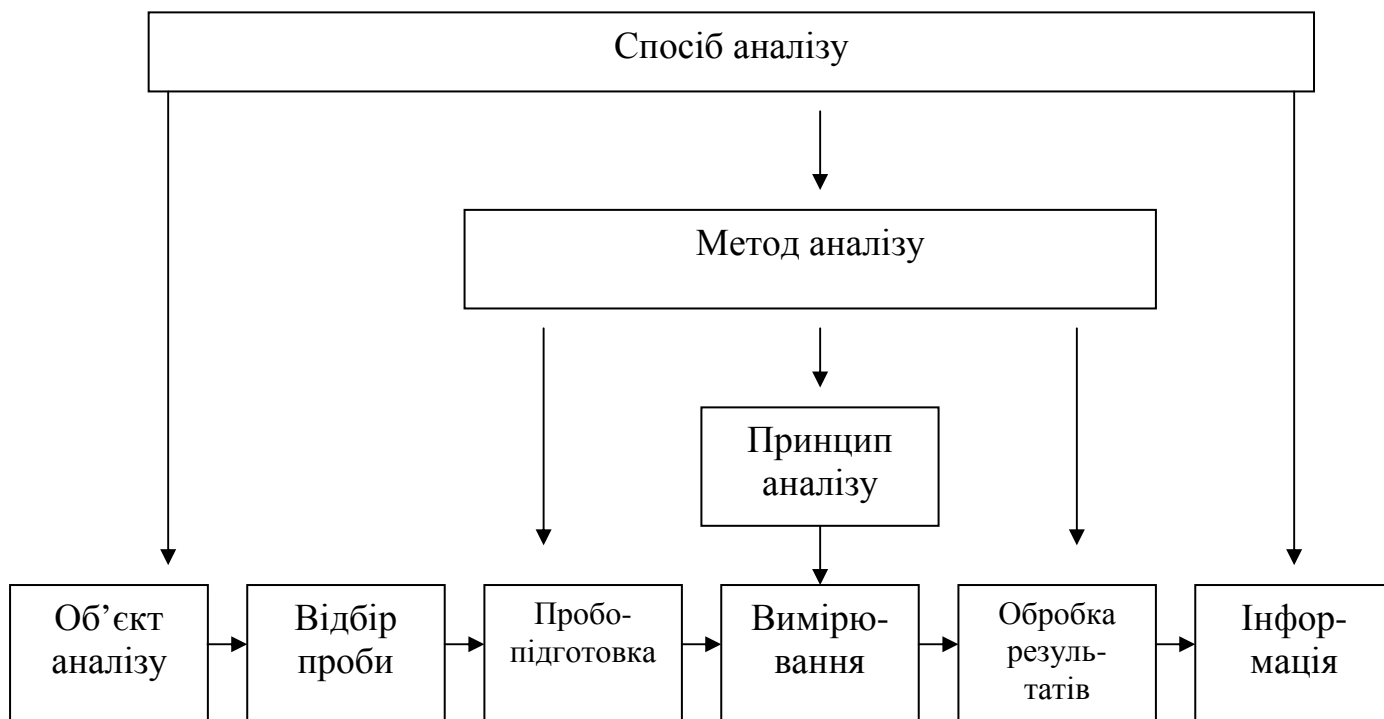 Спосіб аналізу
Метод аналізу
Принцип
аналізу
Об’єкт
аналізу
Відбір
проби
Пробо-
підготовка
Вимірю-
вання
Обробка
резуль-
татів
Інфор-
мація